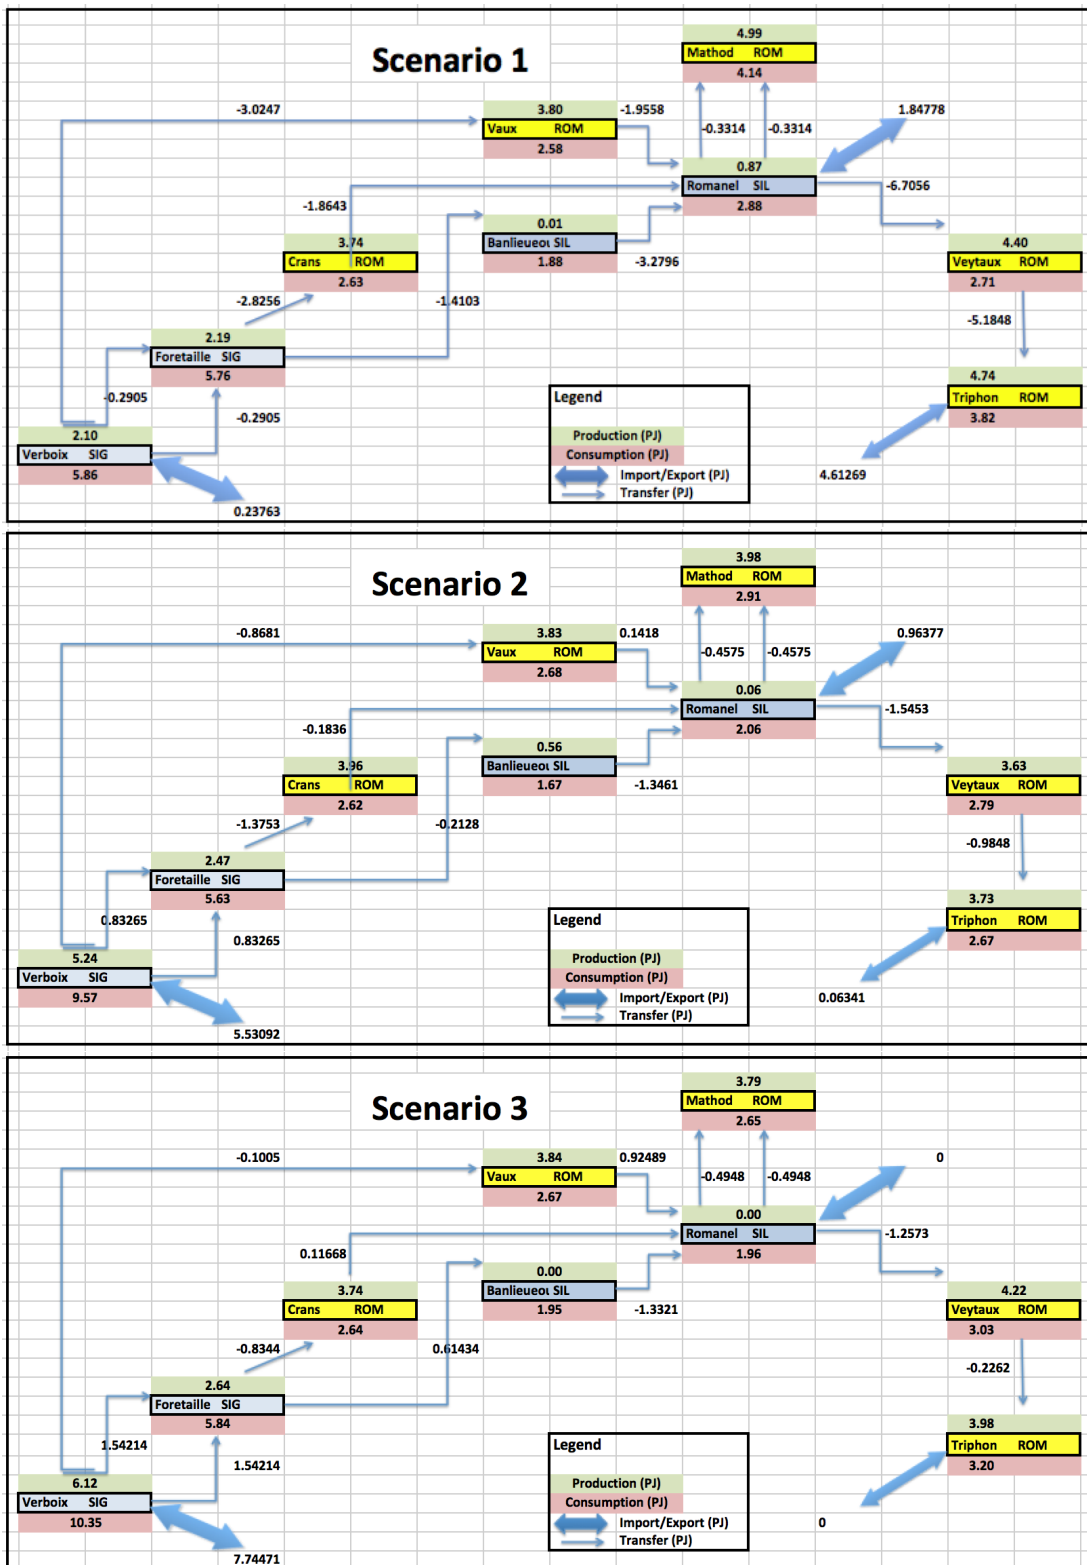 Scenario 1
4.99
Mathod ROM
4.14
-3.0247
3.80
-1.9558
1.84778
Vaux ROM
-0.3314
-0.3314
2.58
0.87
Romanel SIL
-6.7056
2.88
-1.8643
0.01
3.74
Banlieueou SIL
4.40
Crans ROM
1.88
-3.2796
Veytaux ROM
2.63
2.71
-2.8256
-1.4103
-5.1848
2.19
Foretaille SIG
5.76
4.74
-0.2905
Legend
Triphon ROM
-0.2905
3.82
2.10
Production (PJ)
Verboix SIG
Consumption (PJ)
5.86
Import/Export (PJ)
4.61269
Transfer (PJ)
0.23763
Scenario 2
3.98
Mathod ROM
2.91
-0.8681
3.83
0.1418
0.96377
Vaux ROM
-0.4575
-0.4575
2.68
0.06
Romanel SIL
-1.5453
2.06
-0.1836
0.56
3.96
Banlieueou SIL
3.63
Crans ROM
1.67
-1.3461
Veytaux ROM
2.62
2.79
-1.3753
-0.2128
-0.9848
2.47
Foretaille SIG
5.63
3.73
0.83265
Legend
Triphon ROM
0.83265
2.67
5.24
Production (PJ)
Verboix SIG
Consumption (PJ)
9.57
Import/Export (PJ)
0.06341
Transfer (PJ)
5.53092
Scenario 3
3.79
Mathod ROM
2.65
-0.1005
3.84
0.92489
0
Vaux ROM
-0.4948
-0.4948
2.67
0.00
Romanel SIL
-1.2573
1.96
0.11668
0.00
3.74
Banlieueou SIL
4.22
Crans ROM
1.95
-1.3321
Veytaux ROM
2.64
3.03
-0.8344
0.61434
-0.2262
2.64
Foretaille SIG
5.84
3.98
1.54214
Legend
Triphon ROM
1.54214
3.20
6.12
Production (PJ)
Verboix SIG
Consumption (PJ)
10.35
Import/Export (PJ)
0
Transfer (PJ)
7.74471